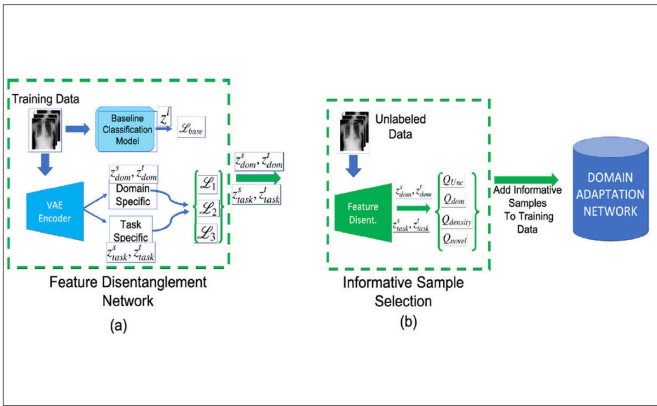 Training Data
Baseline
Classification
Model
z^i
ℒ_base
z^s_dom, z^t_dom
Domain
Specific
VAE
Encoder
Task
Specific
z^s_task, z^t_task
ℒ_1
ℒ_2
ℒ_3
z^s_dom, z^t_dom
z^s_task, z^t_task
Feature Disentanglement
Network
(a)
Unlabeled
Data
Feature
Disent.
z^s_dom, z^t_dom
z^s_task, z^t_task
Q_Unc
Q_dom
Q_density
Q_novel
Informative Sample
Selection
(b)
Add Informative
Samples
To Training
Data
DOMAIN
ADAPTATION
NETWORK